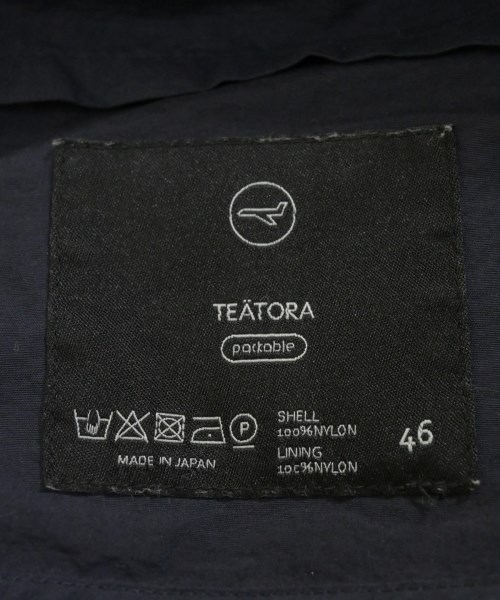 TEÄTORA
packable
P
SHELL
100%NYLON
LINING
100%NYLON
46
MADE IN JAPAN